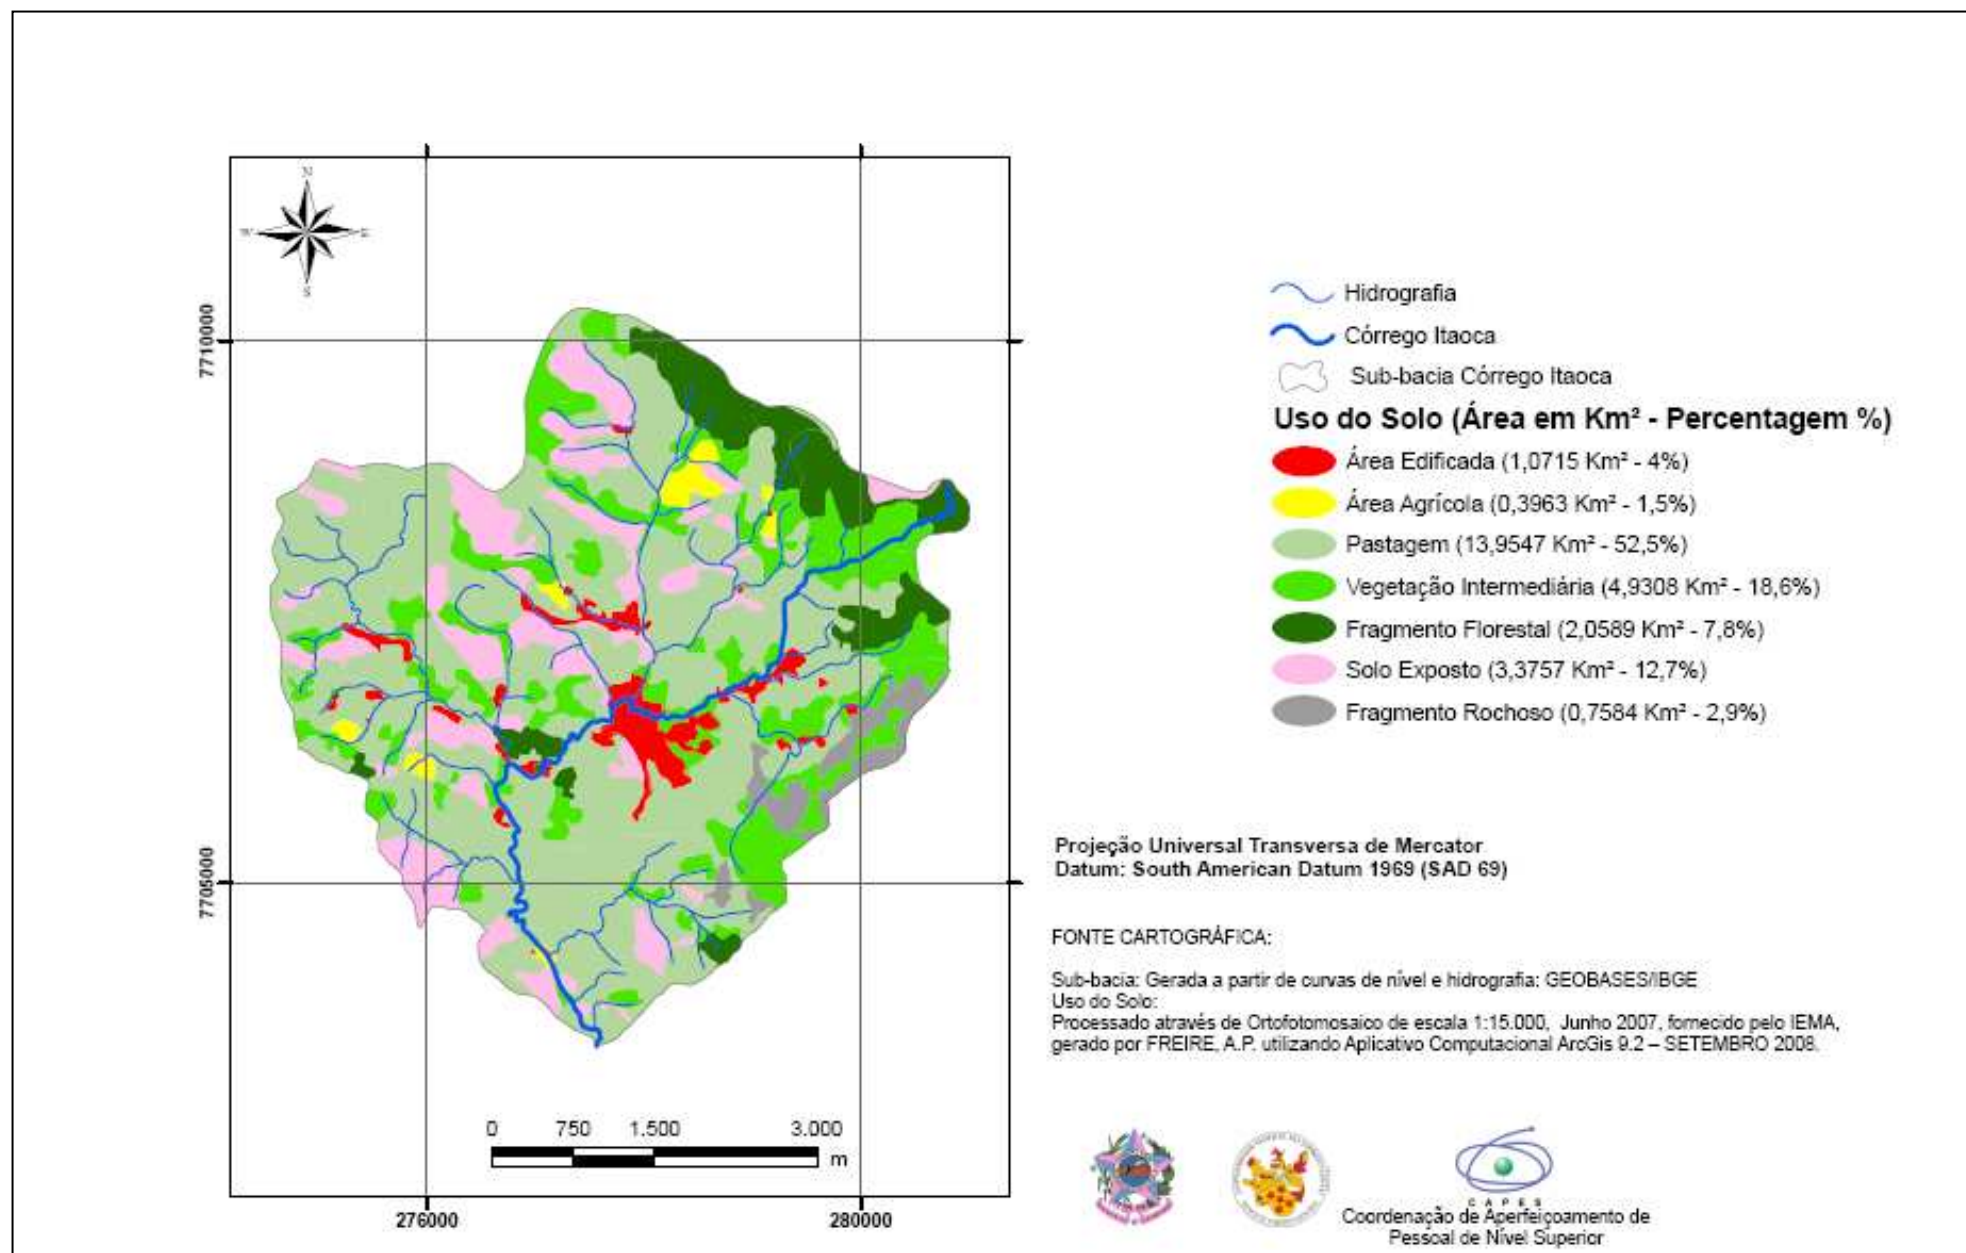 N
W
E
S
7710000
7705000
276000
280000
0 750 1.500 3.000
m
Hidrografia
Córrego Itaoca
Sub-bacia Córrego Itaoca
Uso do Solo (Área em Km² - Percentagem %)
Área Edificada (1,0715 Km² - 4%)
Área Agrícola (0,3963 Km² - 1,5%)
Pastagem (13,9547 Km² - 52,5%)
Vegetação Intermediária (4,9308 Km² - 18,6%)
Fragmento Florestal (2,0589 Km² - 7,8%)
Solo Exposto (3,3757 Km² - 12,7%)
Fragmento Rochoso (0,7584 Km² - 2,9%)
Projeção Universal Transversa de Mercator
Datum: South American Datum 1969 (SAD 69)
FONTE CARTOGRÁFICA:
Sub-bacia: Gerada a partir de curvas de nível e hidrografia: GEOBASES/IBGE
Uso do Solo:
Processado através de Ortofotomosaico de escala 1:15.000, Junho 2007, fornecido pelo IEMA,
gerado por FREIRE, A.P. utilizando Aplicativo Computacional ArcGis 9.2 – SETEMBRO 2008.
CAPES
Coordenação de Aperfeiçoamento de
Pessoal de Nível Superior